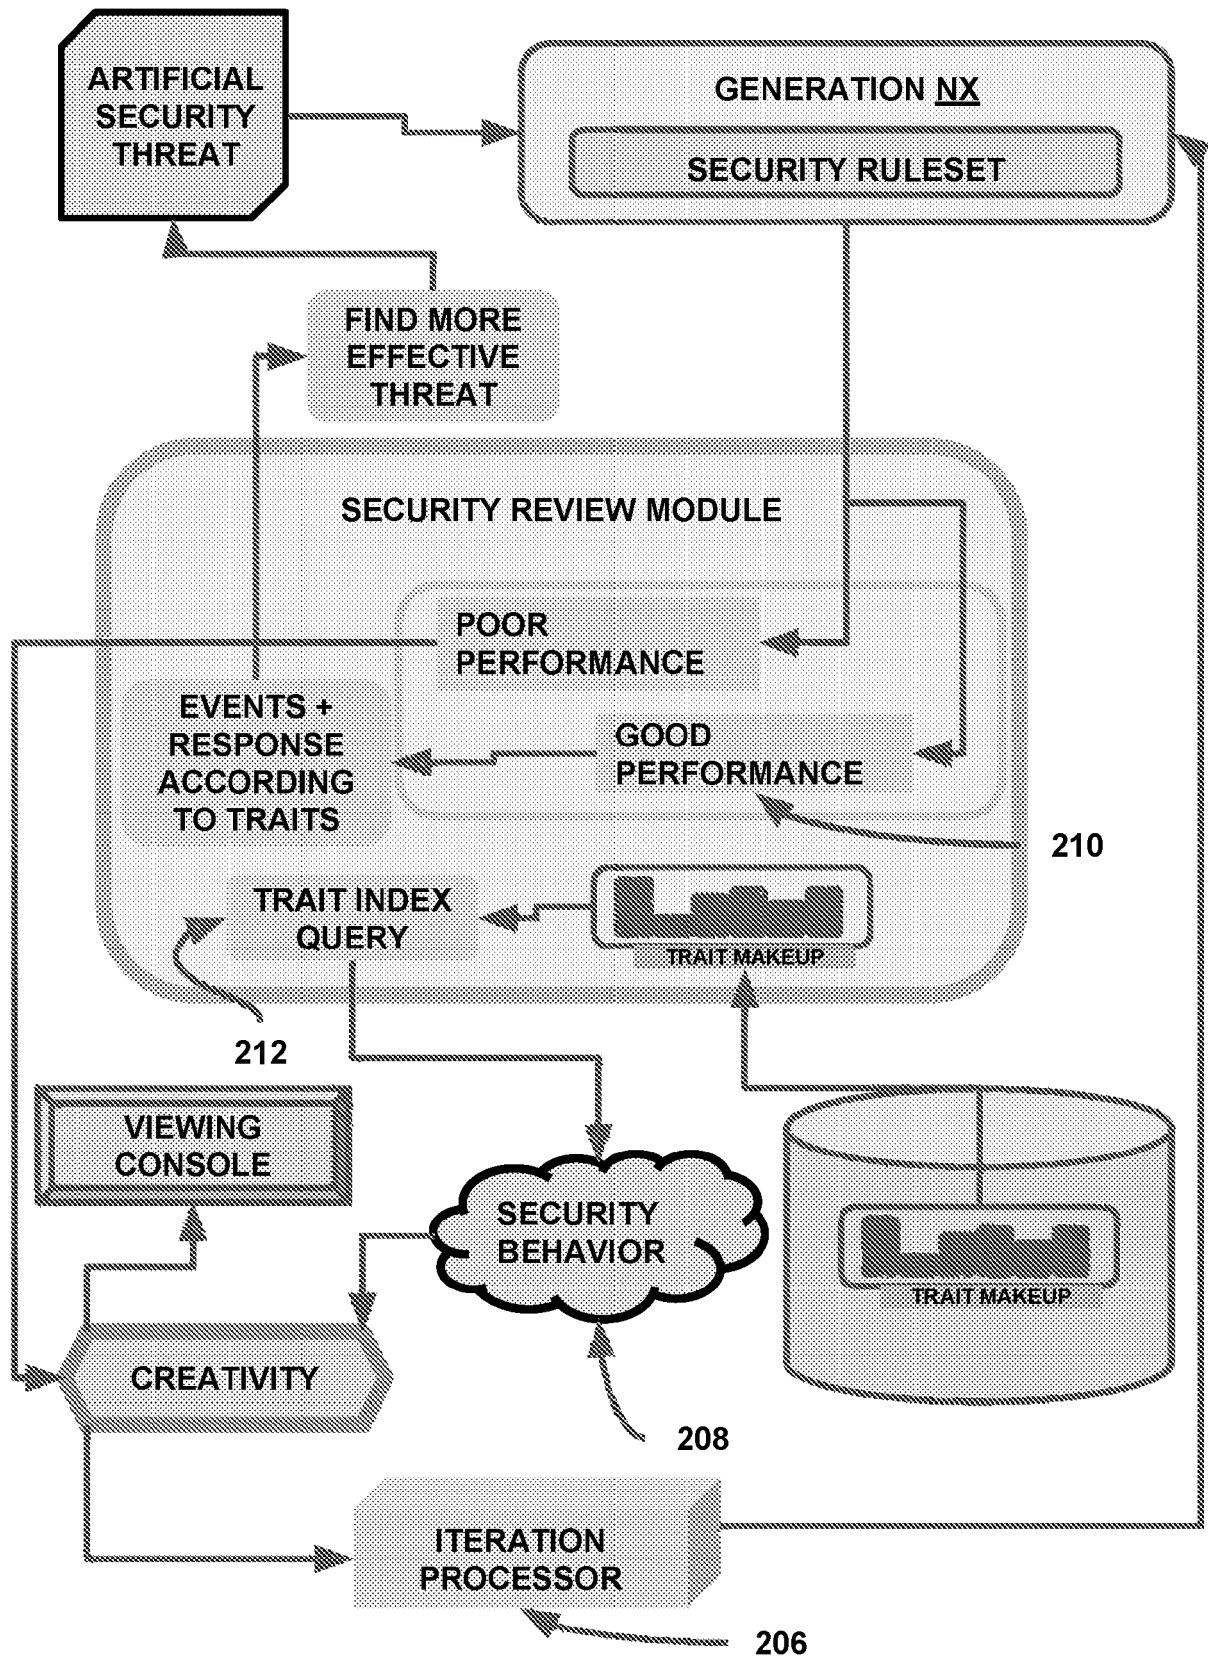 ARTIFICIAL
SECURITY
THREAT
GENERATION NX
SECURITY RULESET
FIND MORE
EFFECTIVE
THREAT
SECURITY REVIEW MODULE
POOR
PERFORMANCE
EVENTS +
RESPONSE
ACCORDING
TO TRAITS
GOOD
PERFORMANCE
210
TRAIT INDEX
QUERY
TRAIT MAKEUP
212
VIEWING
CONSOLE
SECURITY
BEHAVIOR
TRAIT MAKEUP
CREATIVITY
208
ITERATION
PROCESSOR
206